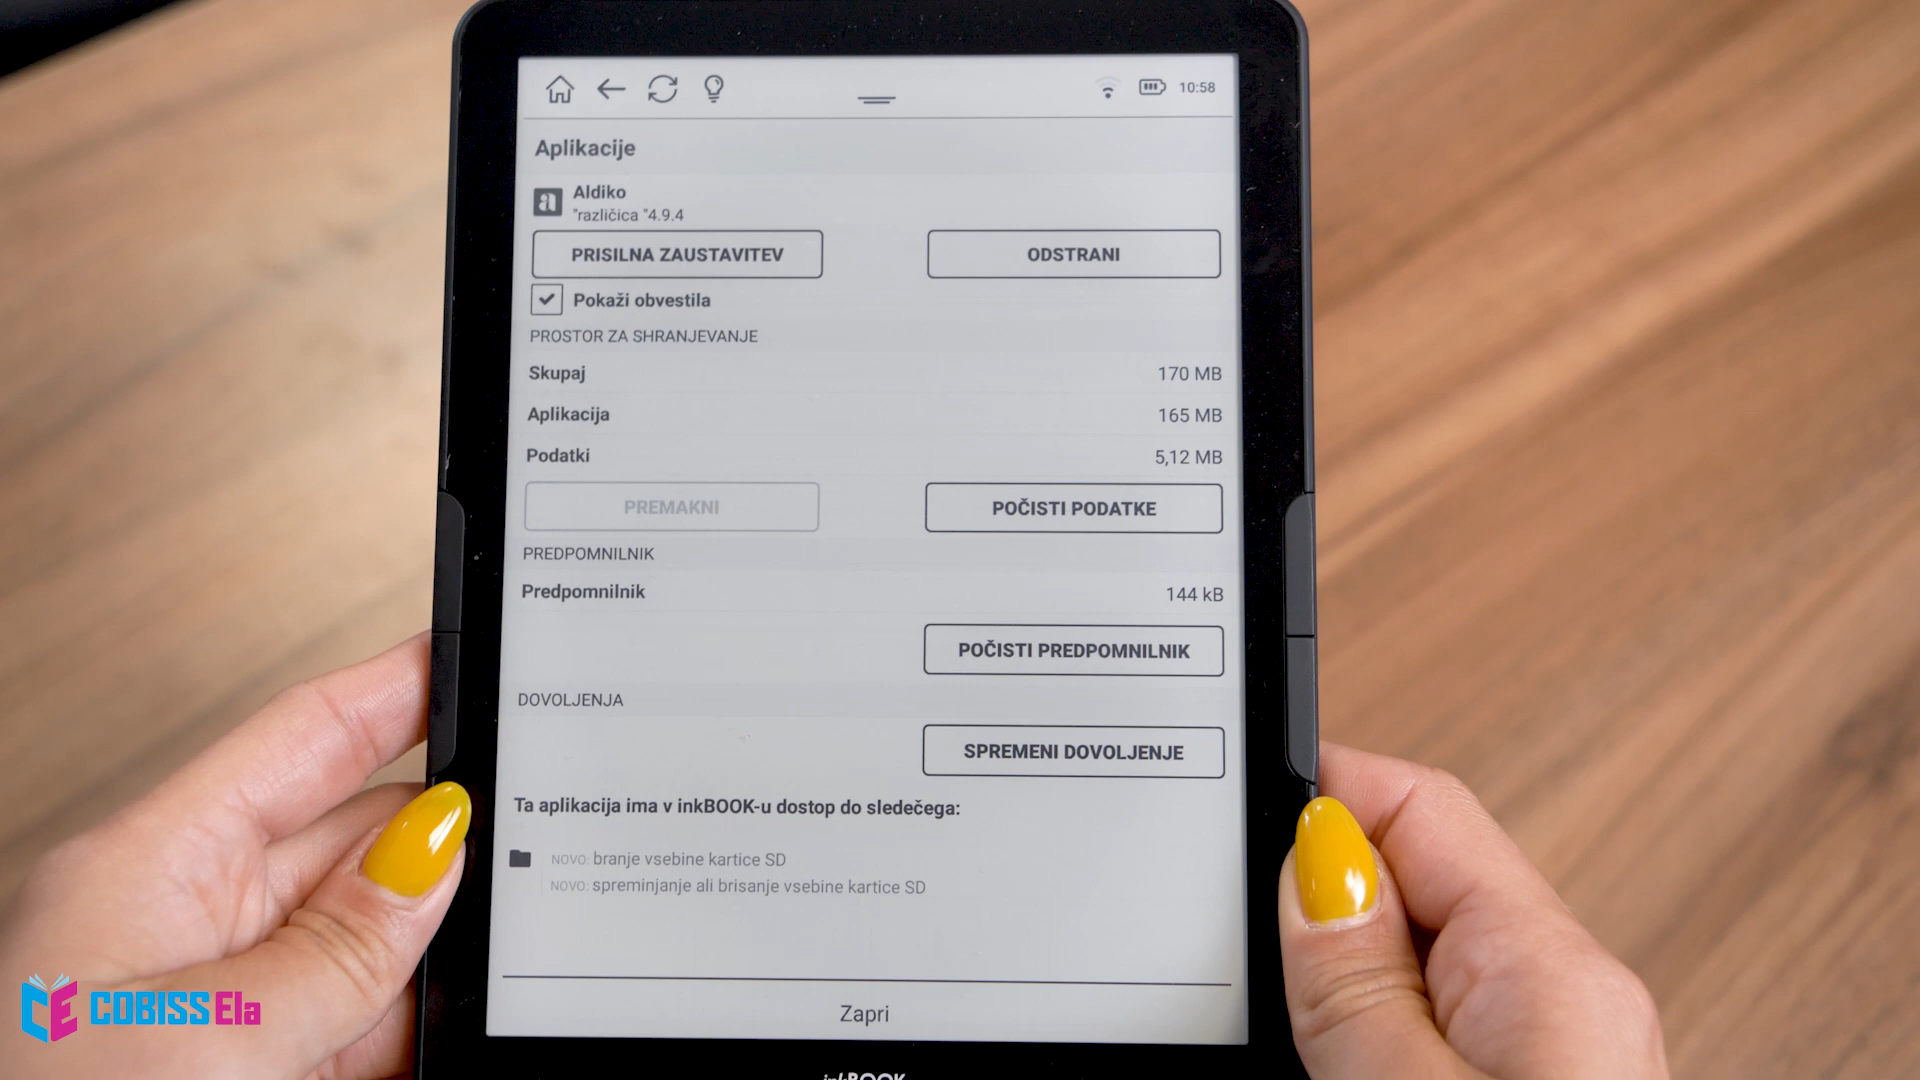 10:58
Aplikacije
a Aldiko
"različica "4.9.4
PRISILNA ZAUSTAVITEV ODSTRANI
Pokaži obvestila
PROSTOR ZA SHRANJEVANJE
Skupaj 170 MB
Aplikacija 165 MB
Podatki 5,12 MB
PREMAKNI POČISTI PODATKE
PREDPOMNILNIK
Predpomnilnik 144 kB
POČISTI PREDPOMNILNIK
DOVOLJENJA
SPREMENI DOVOLJENJE
Ta aplikacija ima v inkBOOK-u dostop do sledečega:
NOVO: branje vsebine kartice SD
NOVO: spreminjanje ali brisanje vsebine kartice SD
Zapri
inkBOOK
CE COBISS Ela